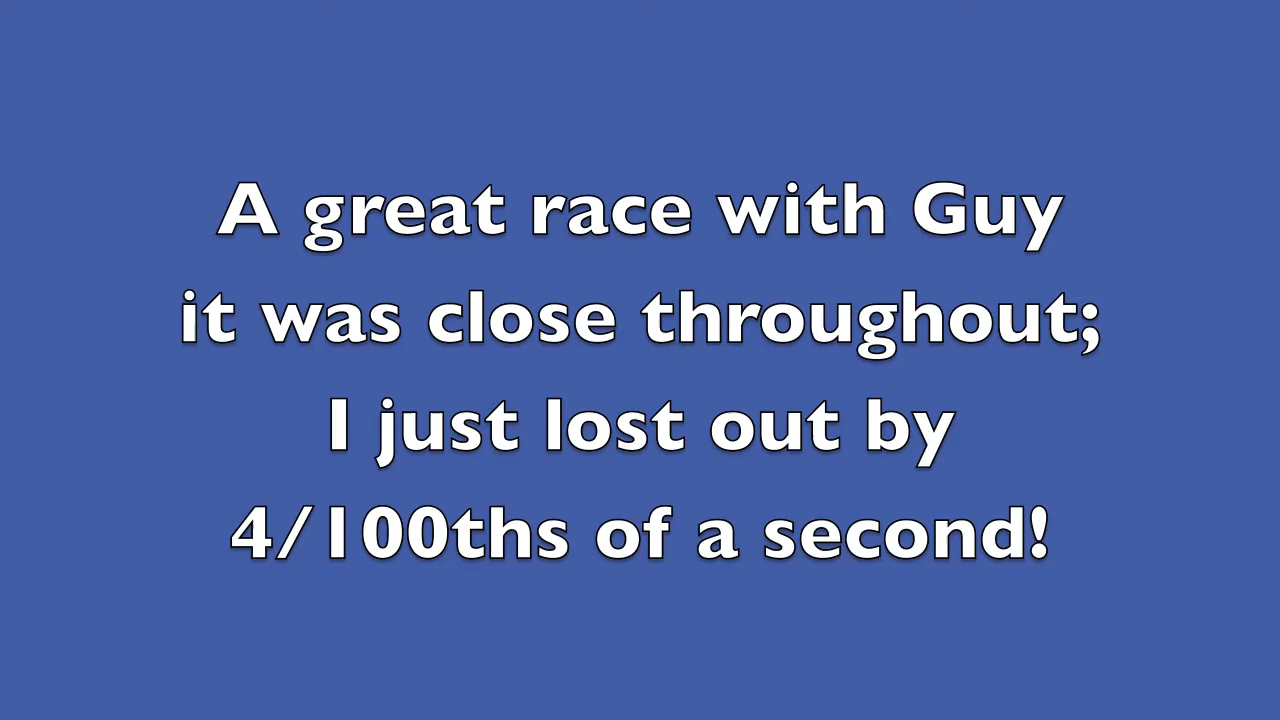 A great race with Guy
it was close throughout;
I just lost out by
4/100ths of a second!